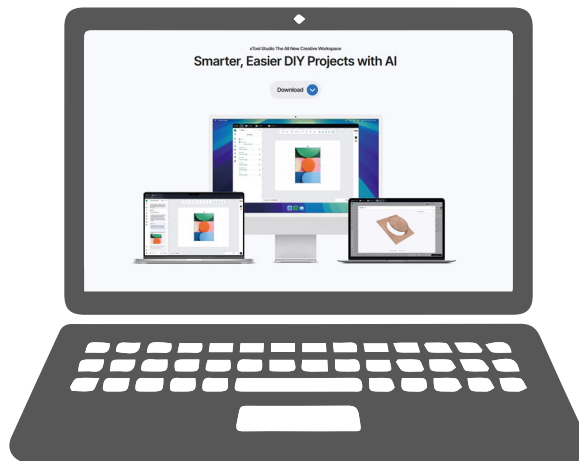 xTool Studio The All New Creative Workspace
Smarter, Easier DIY Projects with AI
Download